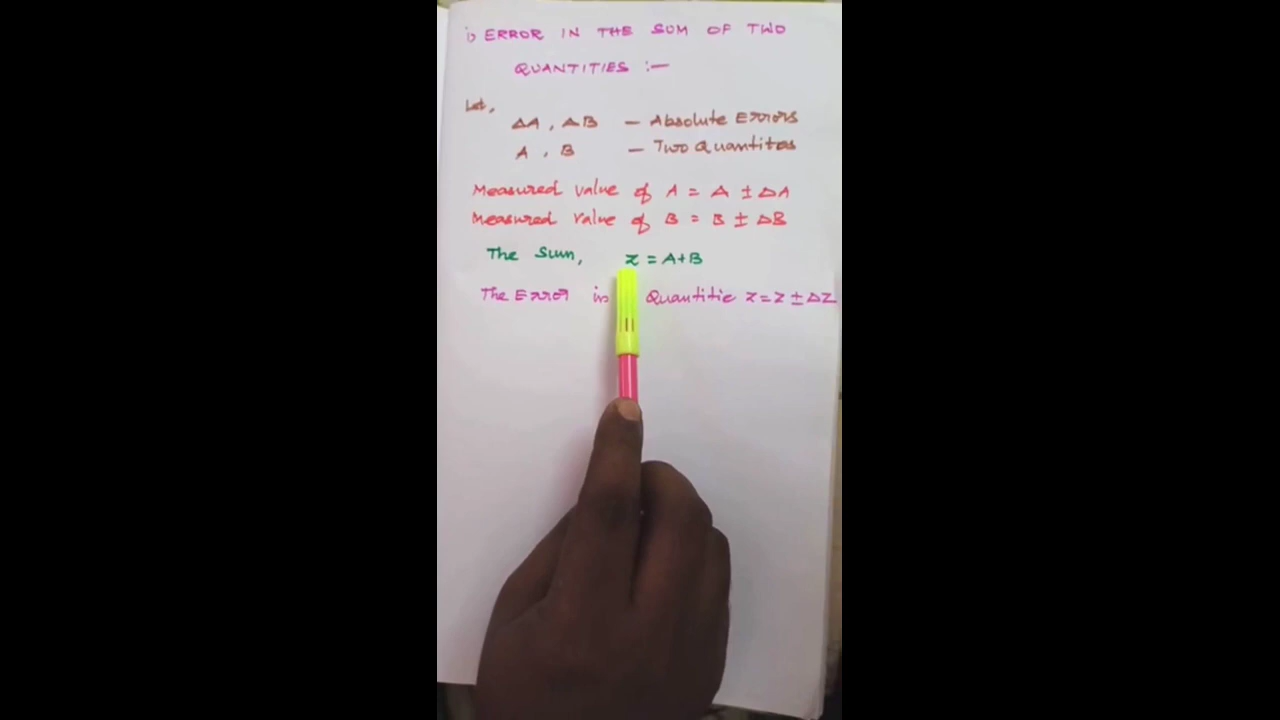 i) ERROR IN THE SUM OF TWO
QUANTITIES :-
Let,
ΔA, ΔB - Absolute Errors
A, B - Two Quantites
Measured value of A = A ± ΔA
Measured value of B = B ± ΔB
The Sum, Z = A+B
The Error in Quantitie Z = Z ± ΔZ